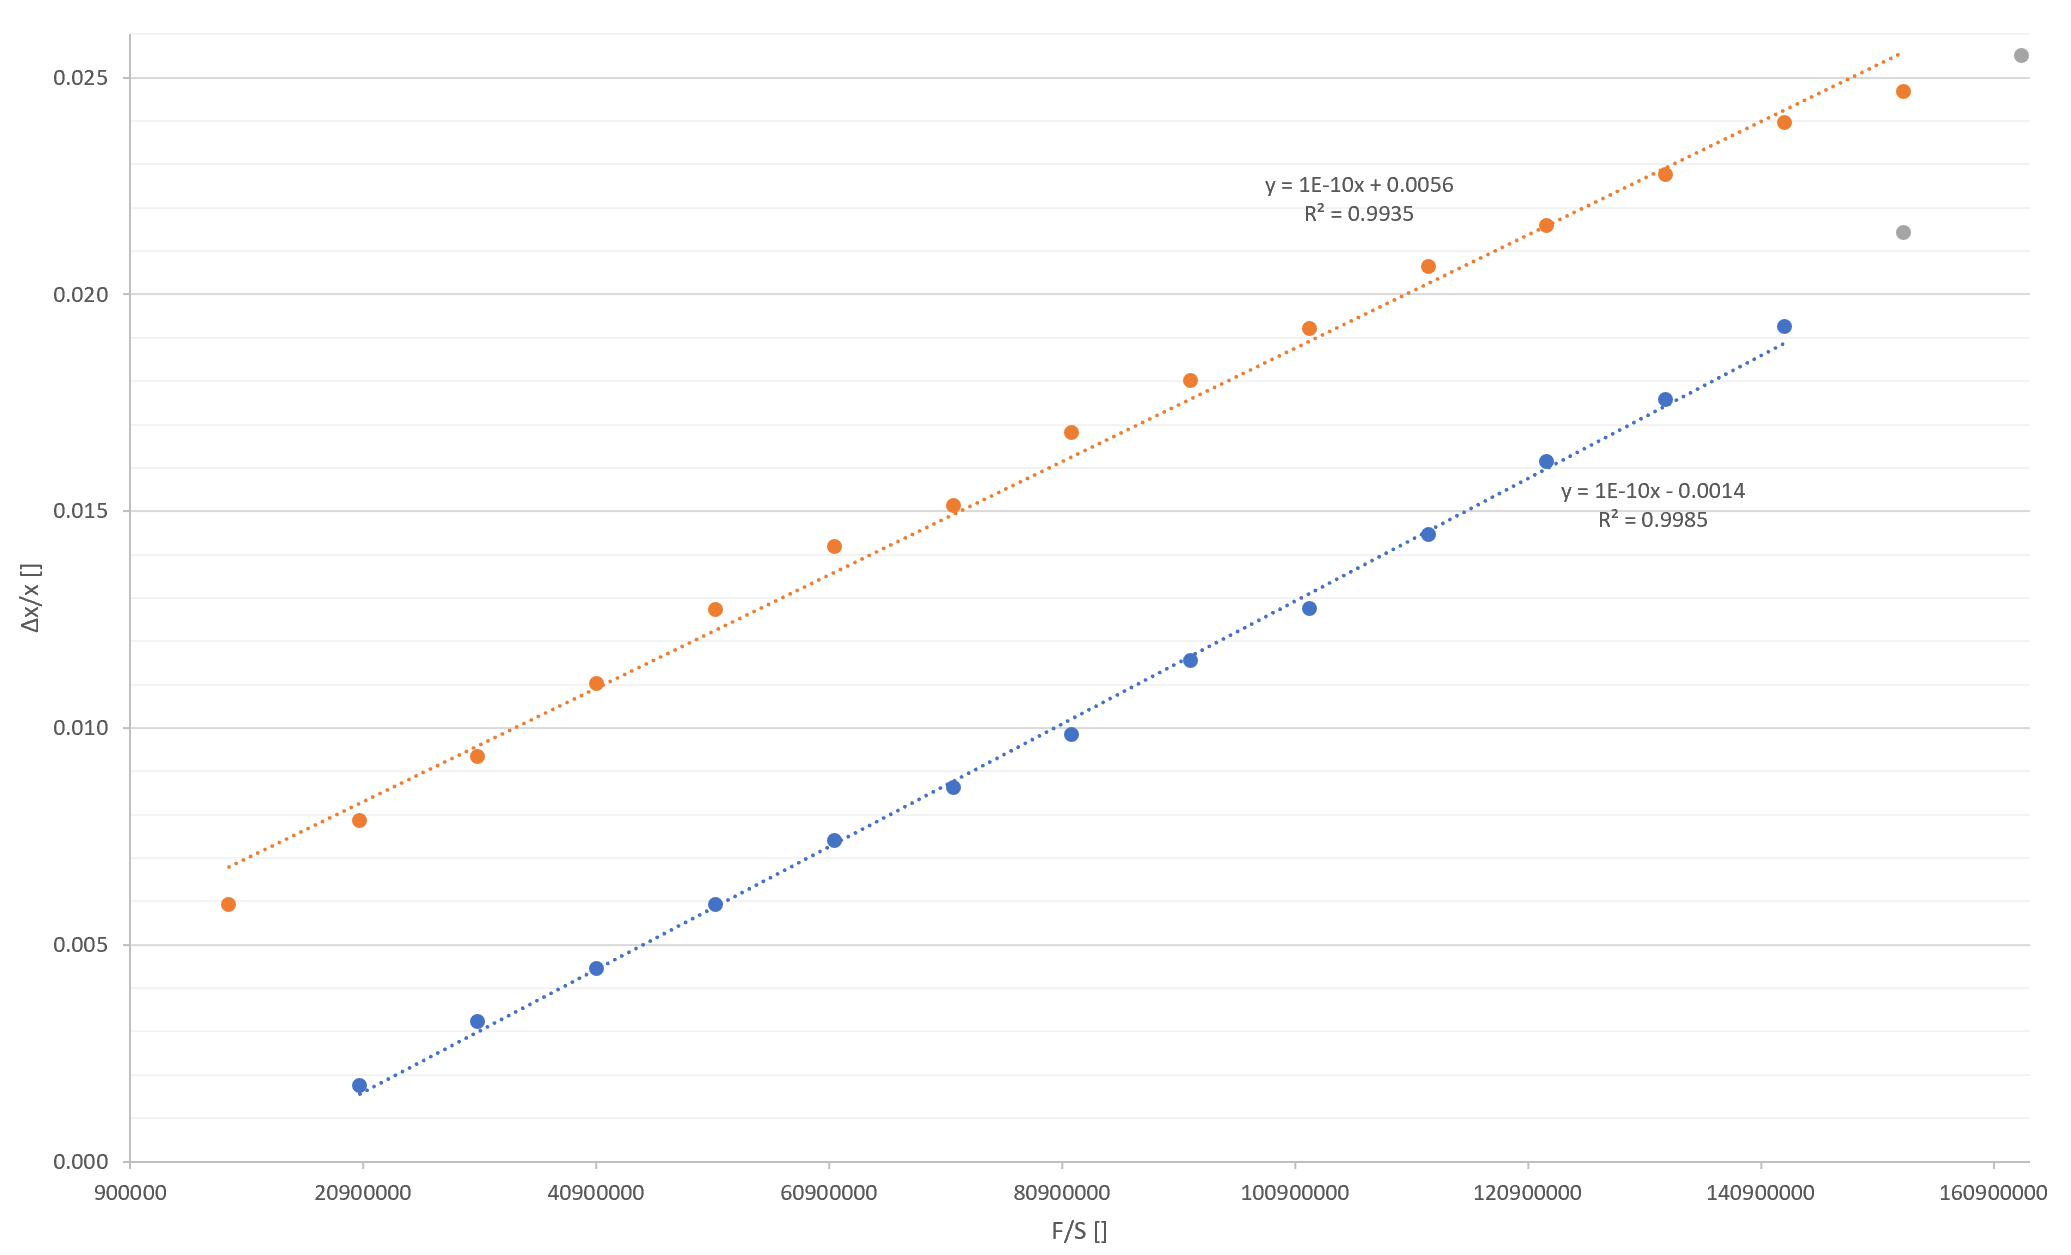 0.025
y = 1E-10x + 0.0056
R² = 0.9935
0.020
y = 1E-10x - 0.0014
R² = 0.9985
0.015
Δx/x []
0.010
0.005
0.000
900000 20900000 40900000 60900000 80900000 100900000 120900000 140900000 160900000
F/S []